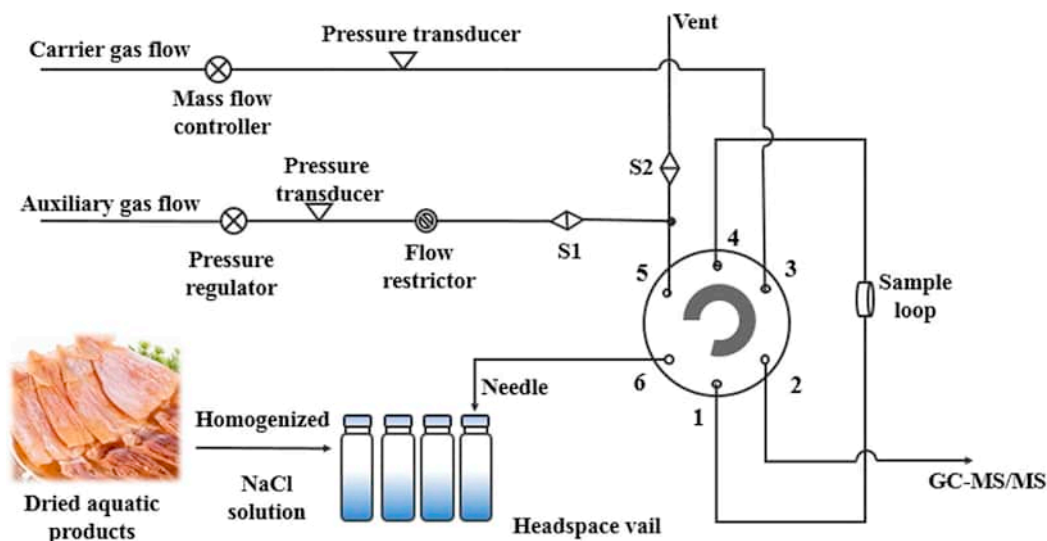 Vent
Pressure transducer
Carrier gas flow
Mass flow
controller
Pressure
transducer
S2
Auxiliary gas flow
S1
Flow
restrictor
Pressure
regulator
4
5
3
Sample
loop
6
2
1
Needle
Homogenized
NaCl
solution
GC-MS/MS
Dried aquatic
products
Headspace vail